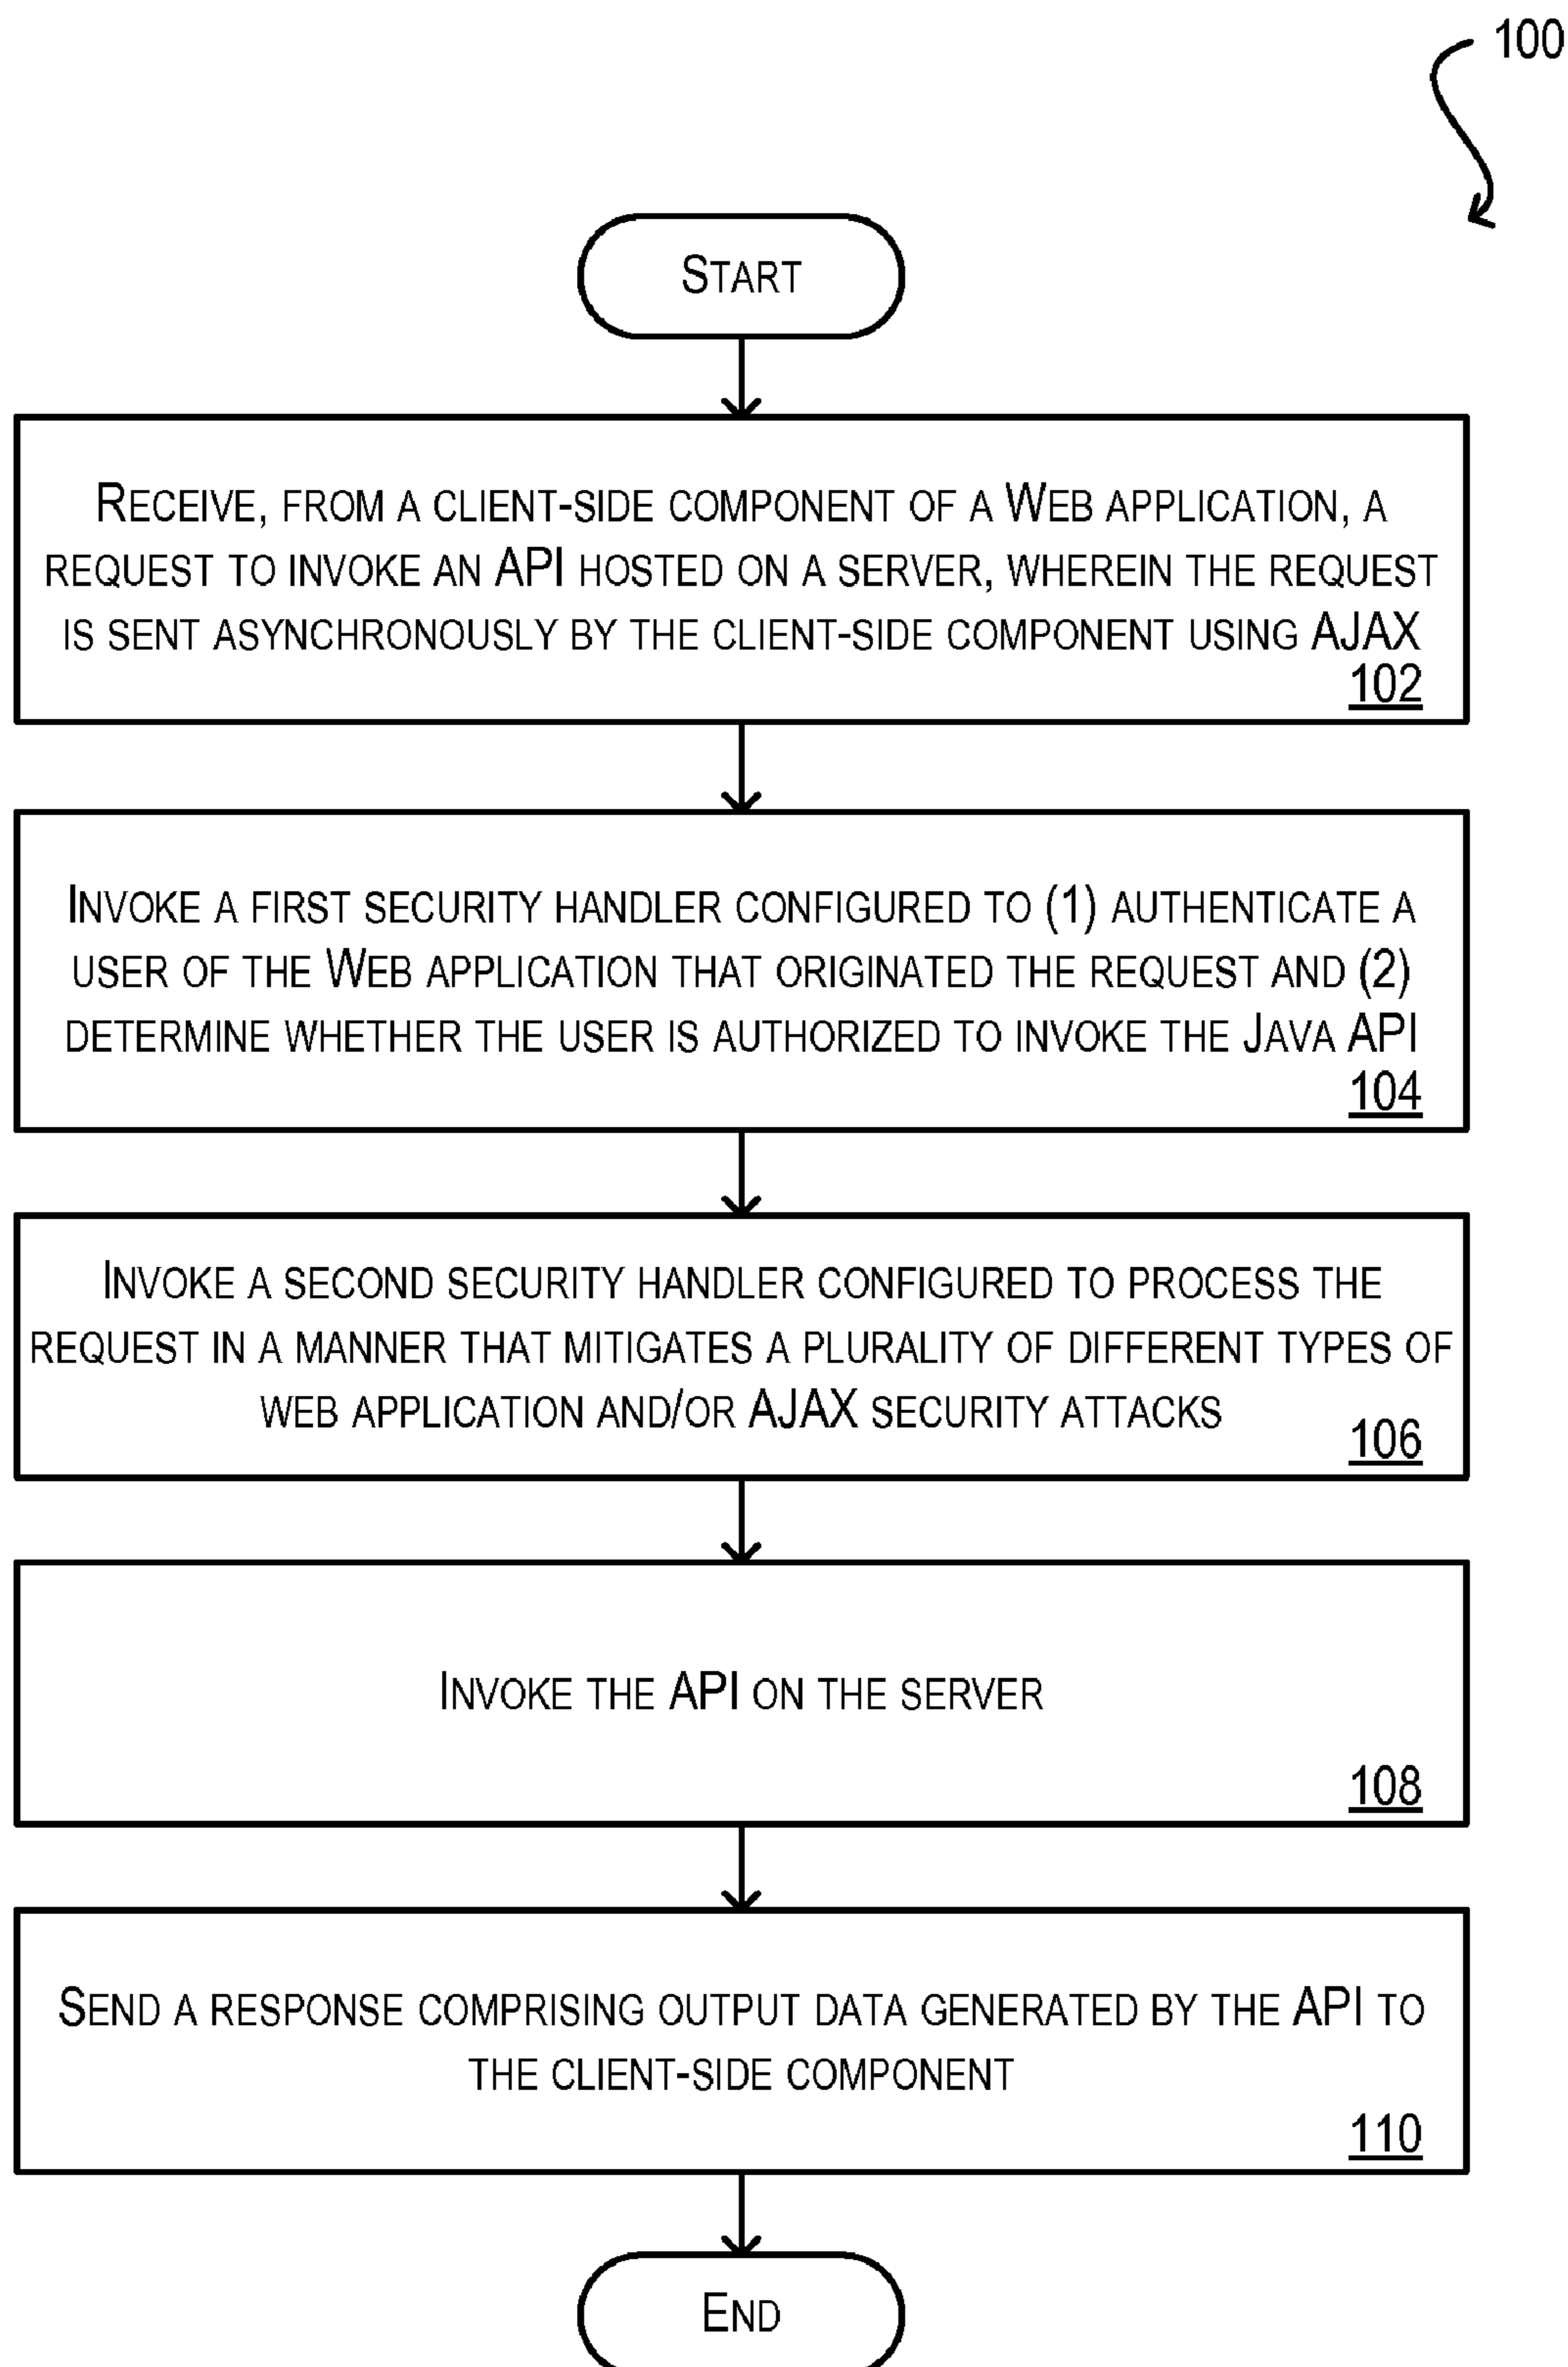 100
START
RECEIVE, FROM A CLIENT-SIDE COMPONENT OF A WEB APPLICATION, A
REQUEST TO INVOKE AN API HOSTED ON A SERVER, WHEREIN THE REQUEST
IS SENT ASYNCHRONOUSLY BY THE CLIENT-SIDE COMPONENT USING AJAX
102
INVOKE A FIRST SECURITY HANDLER CONFIGURED TO (1) AUTHENTICATE A
USER OF THE WEB APPLICATION THAT ORIGINATED THE REQUEST AND (2)
DETERMINE WHETHER THE USER IS AUTHORIZED TO INVOKE THE JAVA API
104
INVOKE A SECOND SECURITY HANDLER CONFIGURED TO PROCESS THE
REQUEST IN A MANNER THAT MITIGATES A PLURALITY OF DIFFERENT TYPES OF
WEB APPLICATION AND/OR AJAX SECURITY ATTACKS
106
INVOKE THE API ON THE SERVER
108
SEND A RESPONSE COMPRISING OUTPUT DATA GENERATED BY THE API TO
THE CLIENT-SIDE COMPONENT
110
END